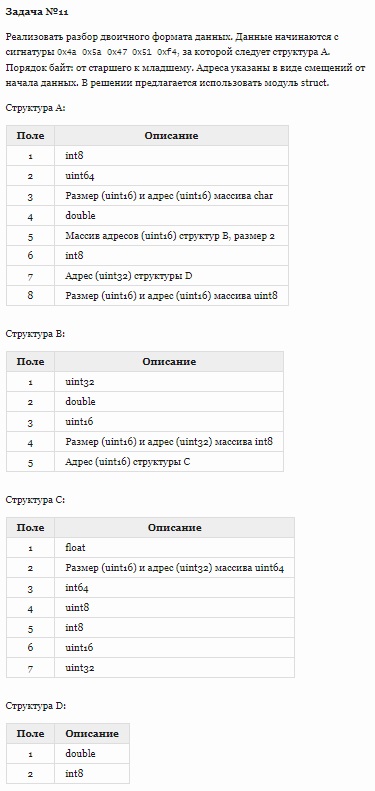 Задача №11
Реализовать разбор двоичного формата данных. Данные начинаются с
сигнатуры 0x4a 0x5a 0x47 0x51 0xf4, за которой следует структура A.
Порядок байт: от старшего к младшему. Адреса указаны в виде смещений от
начала данных. В решении предлагается использовать модуль struct.
Структура A:
Поле Описание
1 int8
2 uint64
3 Размер (uint16) и адрес (uint16) массива char
4 double
5 Массив адресов (uint16) структур B, размер 2
6 int8
7 Адрес (uint32) структуры D
8 Размер (uint16) и адрес (uint16) массива uint8
Структура B:
Поле Описание
1 uint32
2 double
3 uint16
4 Размер (uint16) и адрес (uint32) массива int8
5 Адрес (uint16) структуры C
Структура C:
Поле Описание
1 float
2 Размер (uint16) и адрес (uint32) массива uint64
3 int64
4 uint8
5 int8
6 uint16
7 uint32
Структура D:
Поле Описание
1 double
2 int8